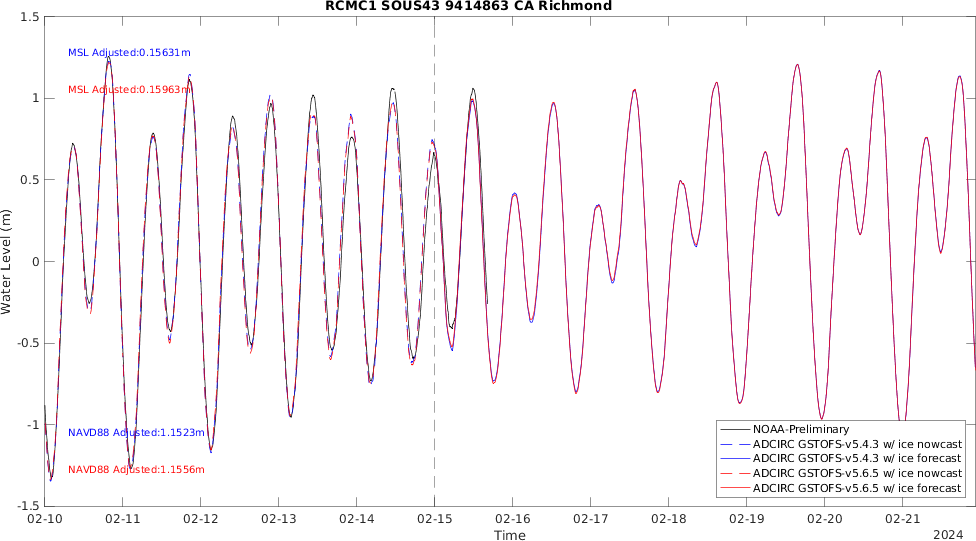 RCMC1 SOUS43 9414863 CA Richmond
1.5
1
0.5
0
-0.5
-1
-1.5
Water Level (m)
MSL Adjusted:0.15631m
MSL Adjusted:0.15963m
NAVD88 Adjusted:1.1523m
NAVD88 Adjusted:1.1556m
NOAA-Preliminary
ADCIRC GSTOFS-v5.4.3 w/ ice nowcast
ADCIRC GSTOFS-v5.4.3 w/ ice forecast
ADCIRC GSTOFS-v5.6.5 w/ ice nowcast
ADCIRC GSTOFS-v5.6.5 w/ ice forecast
02-10 02-11 02-12 02-13 02-14 02-15 02-16 02-17 02-18 02-19 02-20 02-21
Time
2024